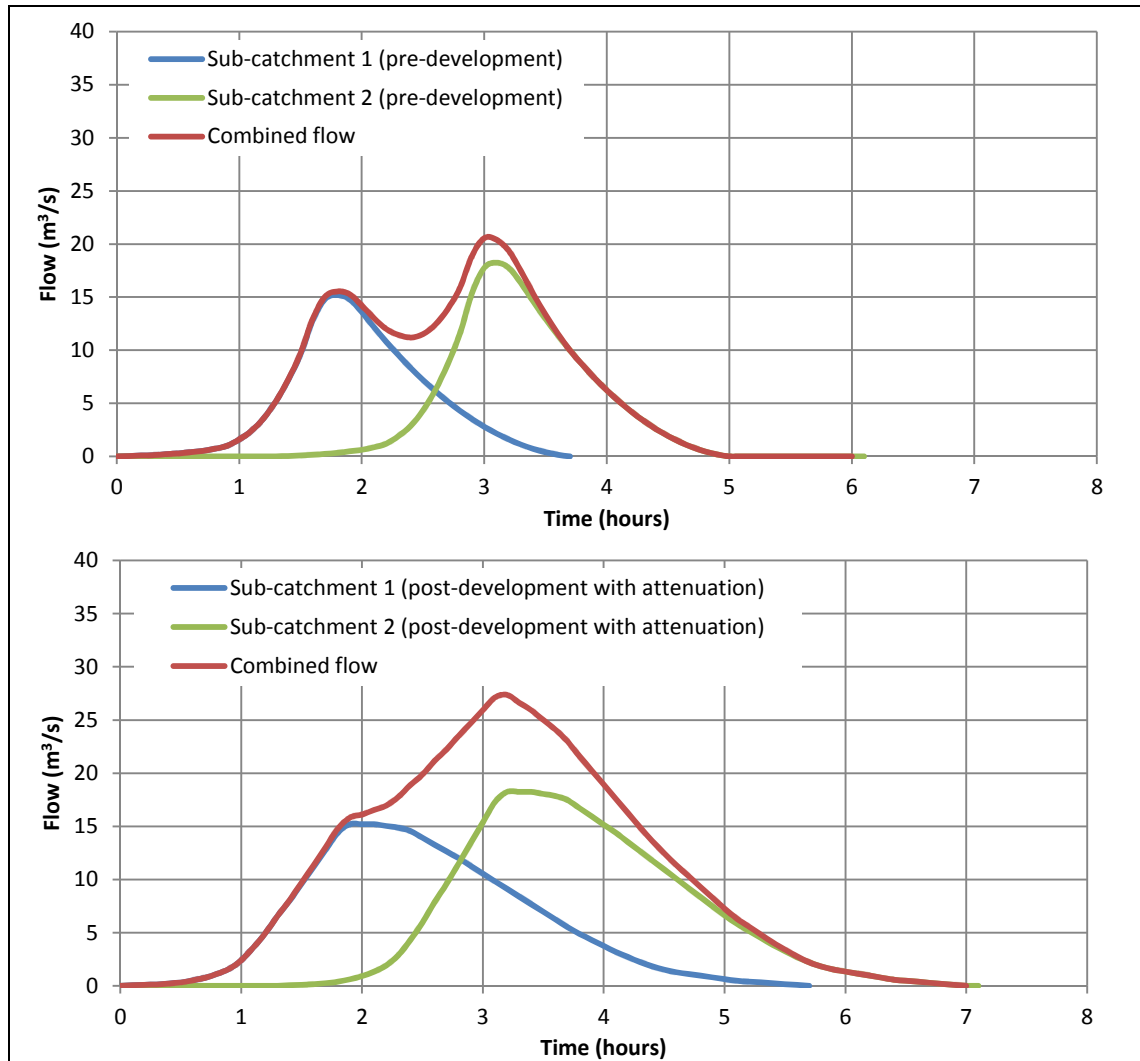 40
35
30
25
20
15
10
5
0
Flow (m³/s)
Sub-catchment 1 (pre-development)
Sub-catchment 2 (pre-development)
Combined flow
0 1 2 3 4 5 6 7 8
Time (hours)
40
35
30
25
20
15
10
5
0
Flow (m³/s)
Sub-catchment 1 (post-development with attenuation)
Sub-catchment 2 (post-development with attenuation)
Combined flow
0 1 2 3 4 5 6 7 8
Time (hours)